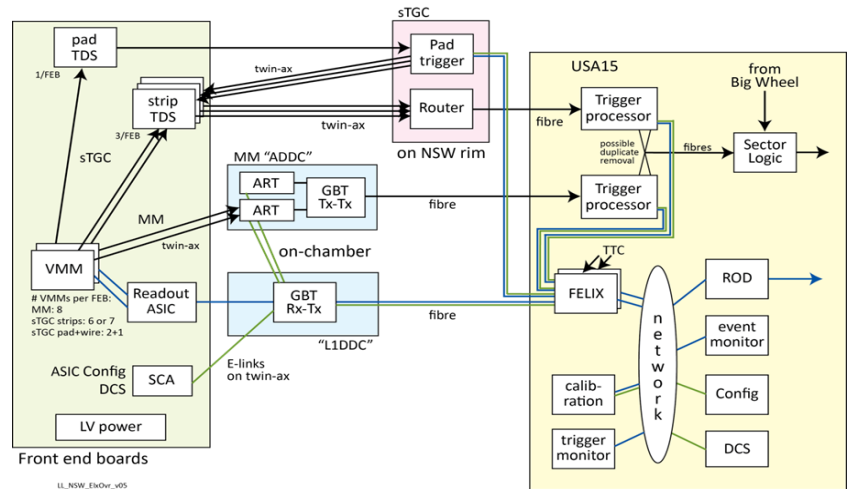 sTGC
pad
TDS
1/FEB
twin-ax
Pad
trigger
strip
TDS
3/FEB
twin-ax
Router
on NSW rim
fibre
USA15
Trigger
processor
from
Big Wheel
possible
duplicate
removal
fibres
Sector
Logic
Trigger
processor
sTGC
MM "ADDC"
ART
ART
GBT
Tx-Tx
fibre
MM
twin-ax
on-chamber
VMM
# VMMs per FEB:
MM: 8
sTGC strips: 6 or 7
sTGC pad+wire: 2+1
Readout
ASIC
GBT
Rx-Tx
"L1DDC"
fibre
TTC
FELIX
network
ROD
event
monitor
calib-
ration
Config
trigger
monitor
DCS
E-links
on twin-ax
ASIC Config
DCS
SCA
LV power
Front end boards
LL_NSW_ElxOvr_v05